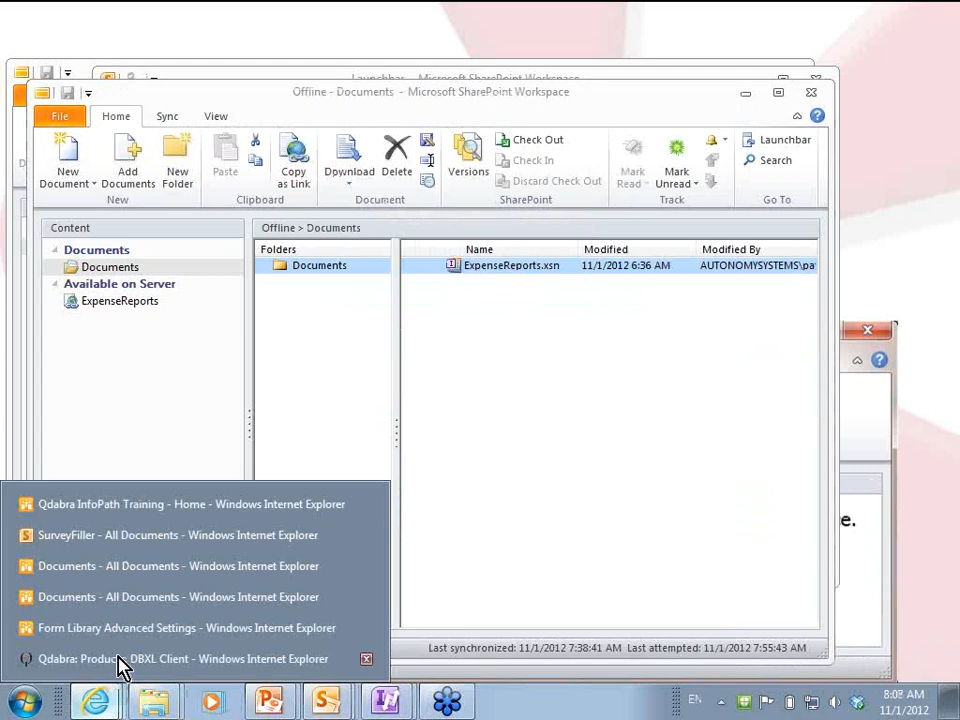 Launchbar - Microsoft SharePoint Workspace
Offline - Documents - Microsoft SharePoint Workspace
File Home Sync View
New Document
Add Documents
New Folder
Paste
Copy as Link
Download
Delete
Versions
Check Out
Check In
Discard Check Out
Mark Read
Mark Unread
Launchbar
Search
New Clipboard Document SharePoint Track Go To
Content
Documents
Documents
Available on Server
ExpenseReports
Offline > Documents
Folders Name Modified Modified By
Documents ExpenseReports.xsn 11/1/2012 6:36 AM AUTONOMYSYSTEMS\pa
Last synchronized: 11/1/2012 7:38:41 AM Last attempted: 11/1/2012 7:55:43 AM
Qdabra InfoPath Training - Home - Windows Internet Explorer
SurveyFiller - All Documents - Windows Internet Explorer
Documents - All Documents - Windows Internet Explorer
Documents - All Documents - Windows Internet Explorer
Form Library Advanced Settings - Windows Internet Explorer
Qdabra: DBXL Client - Windows Internet Explorer
EN
8:08 AM
11/1/2012